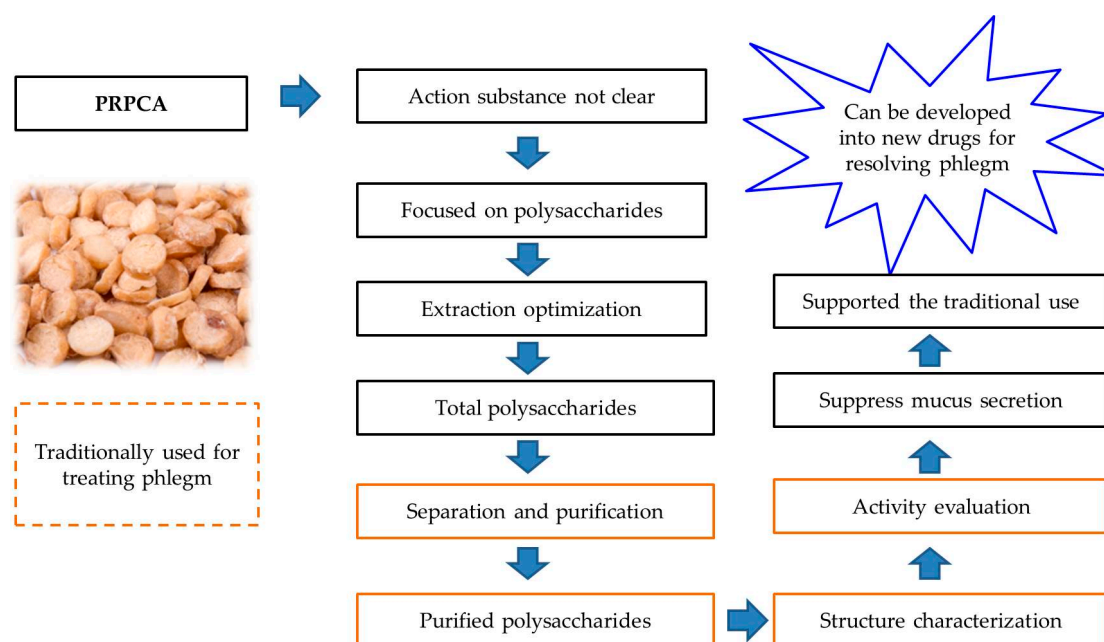 PRPCA
Traditionally used for
treating phlegm
Action substance not clear
Focused on polysaccharides
Extraction optimization
Total polysaccharides
Separation and purification
Purified polysaccharides
Structure characterization
Activity evaluation
Suppress mucus secretion
Supported the traditional use
Can be developed
into new drugs for
resolving phlegm